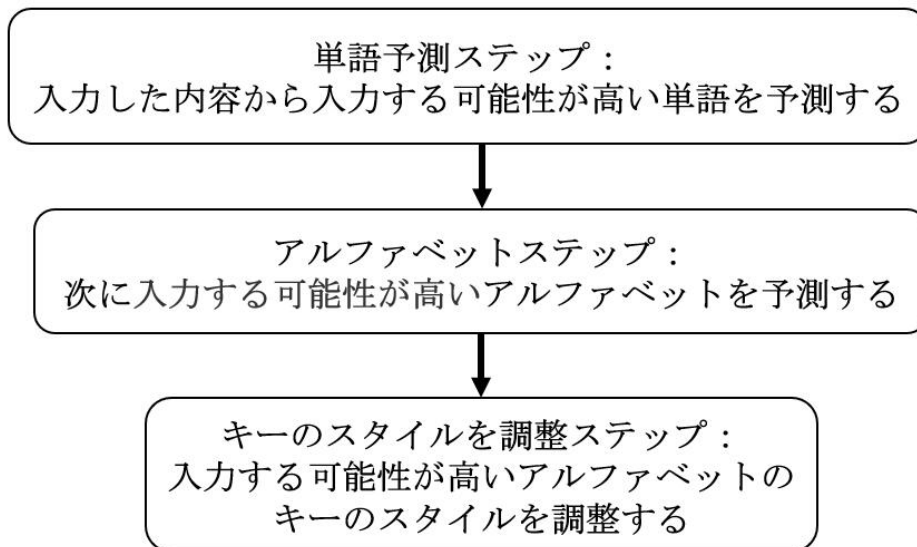 単語予測ステップ：
入力した内容から入力する可能性が高い単語を予測する
アルファベットステップ：
次に入力する可能性が高いアルファベットを予測する
キーのスタイルを調整ステップ：
入力する可能性が高いアルファベットの
キーのスタイルを調整する